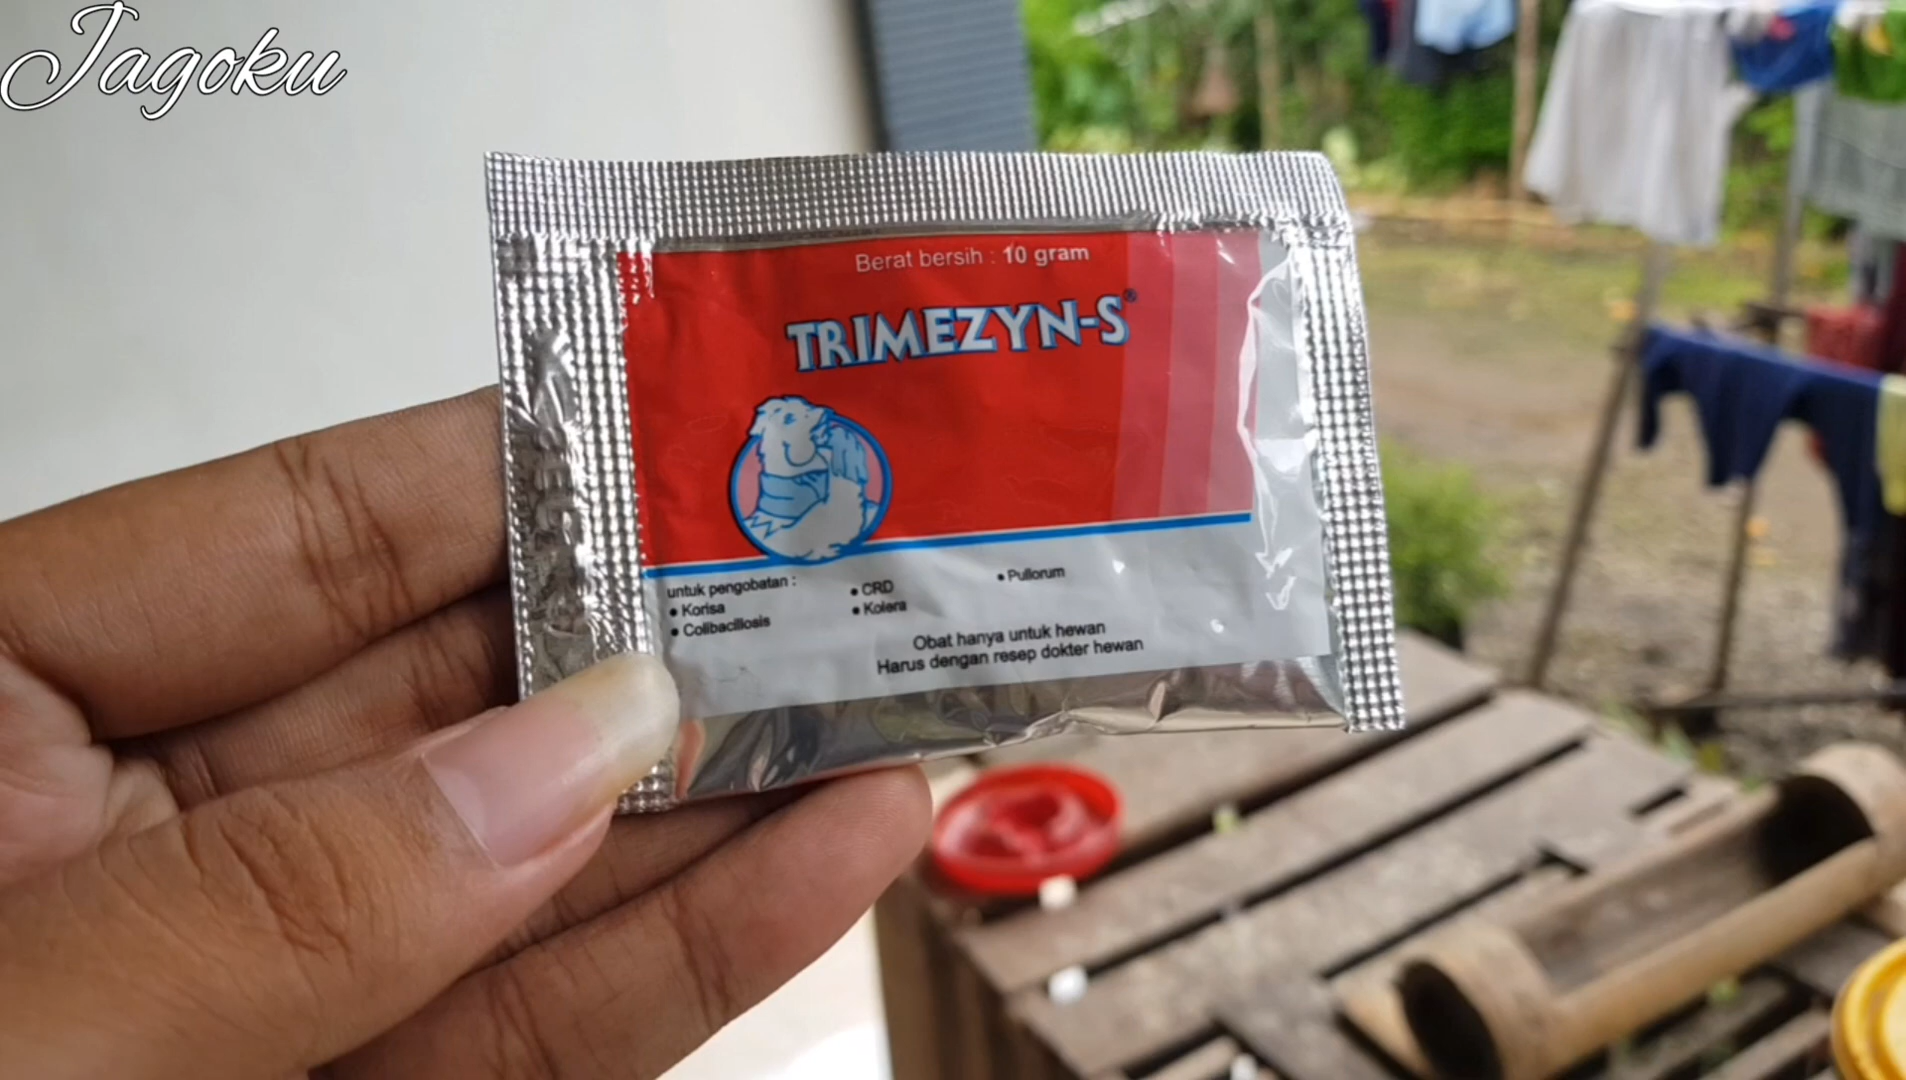 Jagoku
Berat bersih : 10 gram
TRIMEZYN-S®
untuk pengobatan :
• Korisa
• Colibacillosis
• CRD
• Kolera
• Pullorum
Obat hanya untuk hewan
Harus dengan resep dokter hewan